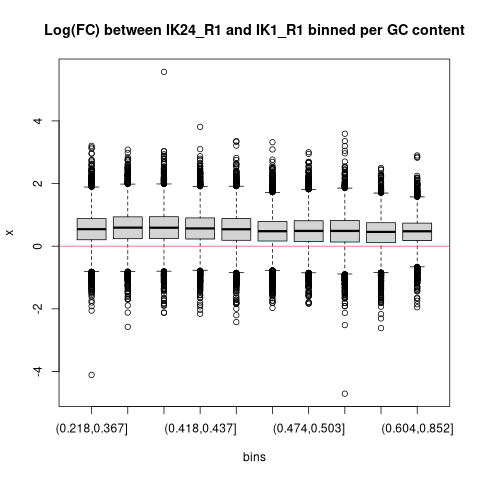 Log(FC) between IK24_R1 and IK1_R1 binned per GC content
4
2
0
-2
-4
x
(0.218,0.367] (0.418,0.437] (0.474,0.503] (0.604,0.852]
bins